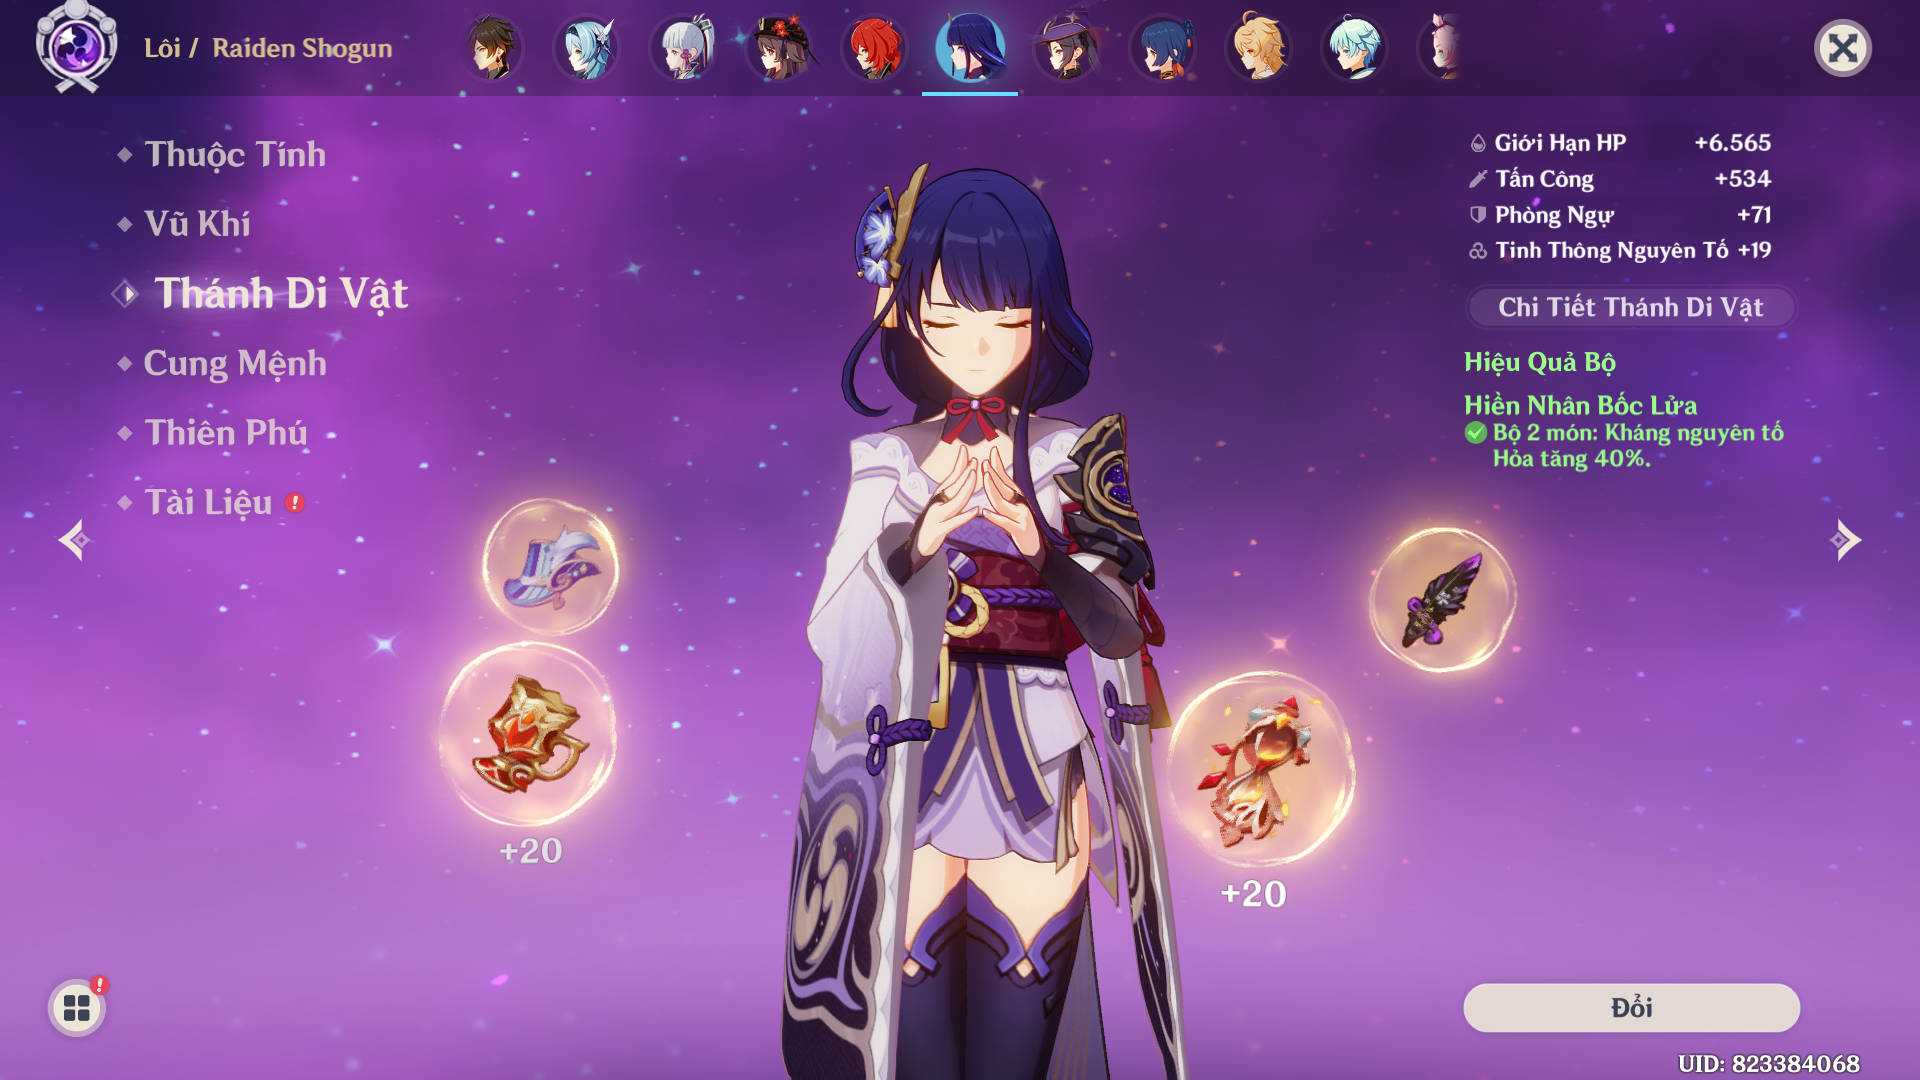 Lôi / Raiden Shogun
Thuộc Tính
Vũ Khí
Thánh Di Vật
Cung Mệnh
Thiên Phú
Tài Liệu
Giới Hạn HP +6.565
Tấn Công +534
Phòng Ngự +71
Tinh Thông Nguyên Tố +19
Chi Tiết Thánh Di Vật
Hiệu Quả Bộ
Hiền Nhân Bốc Lửa
Bộ 2 món: Kháng nguyên tố
Hỏa tăng 40%.
+20
+20
Đổi
UID: 823384068